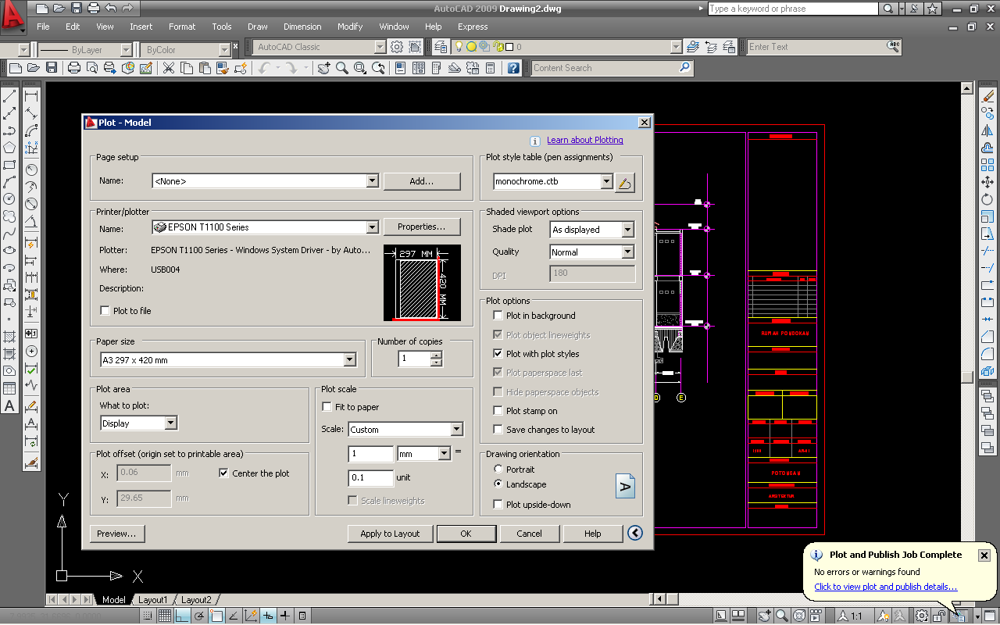 AutoCAD 2009 Drawing2.dwg
Type a keyword or phrase
File Edit View Insert Format Tools Draw Dimension Modify Window Help Express
ByLayer ByColor AutoCAD Classic 0 Enter Text ABC
Content Search
Plot - Model
Learn about Plotting
Page setup
Name: <None> Add...
Plot style table (pen assignments)
monochrome.ctb
Printer/plotter
Name: EPSON T1100 Series Properties...
Plotter: EPSON T1100 Series - Windows System Driver - by Auto...
Where: USB004
Description:
Plot to file
297 MM
420 MM
Shaded viewport options
Shade plot As displayed
Quality Normal
DPI 180
Paper size
A3 297 x 420 mm
Number of copies
1
Plot options
Plot in background
Plot object lineweights
Plot with plot styles
Plot paperspace last
Hide paperspace objects
Plot stamp on
Save changes to layout
Plot area
What to plot:
Display
Plot scale
Fit to paper
Scale: Custom
1 mm =
0.1 unit
Scale lineweights
Plot offset (origin set to printable area)
X: 0.06 mm
Center the plot
Y: 29.65 mm
Drawing orientation
Portrait
Landscape
A
Plot upside-down
Preview... Apply to Layout OK Cancel Help
D E
RUMAH PONDOKAN
POTONGAN
ARSITEKTUR
Y
X
Model Layout1 Layout2
Plot and Publish Job Complete
No errors or warnings found
Click to view plot and publish details...
1:1